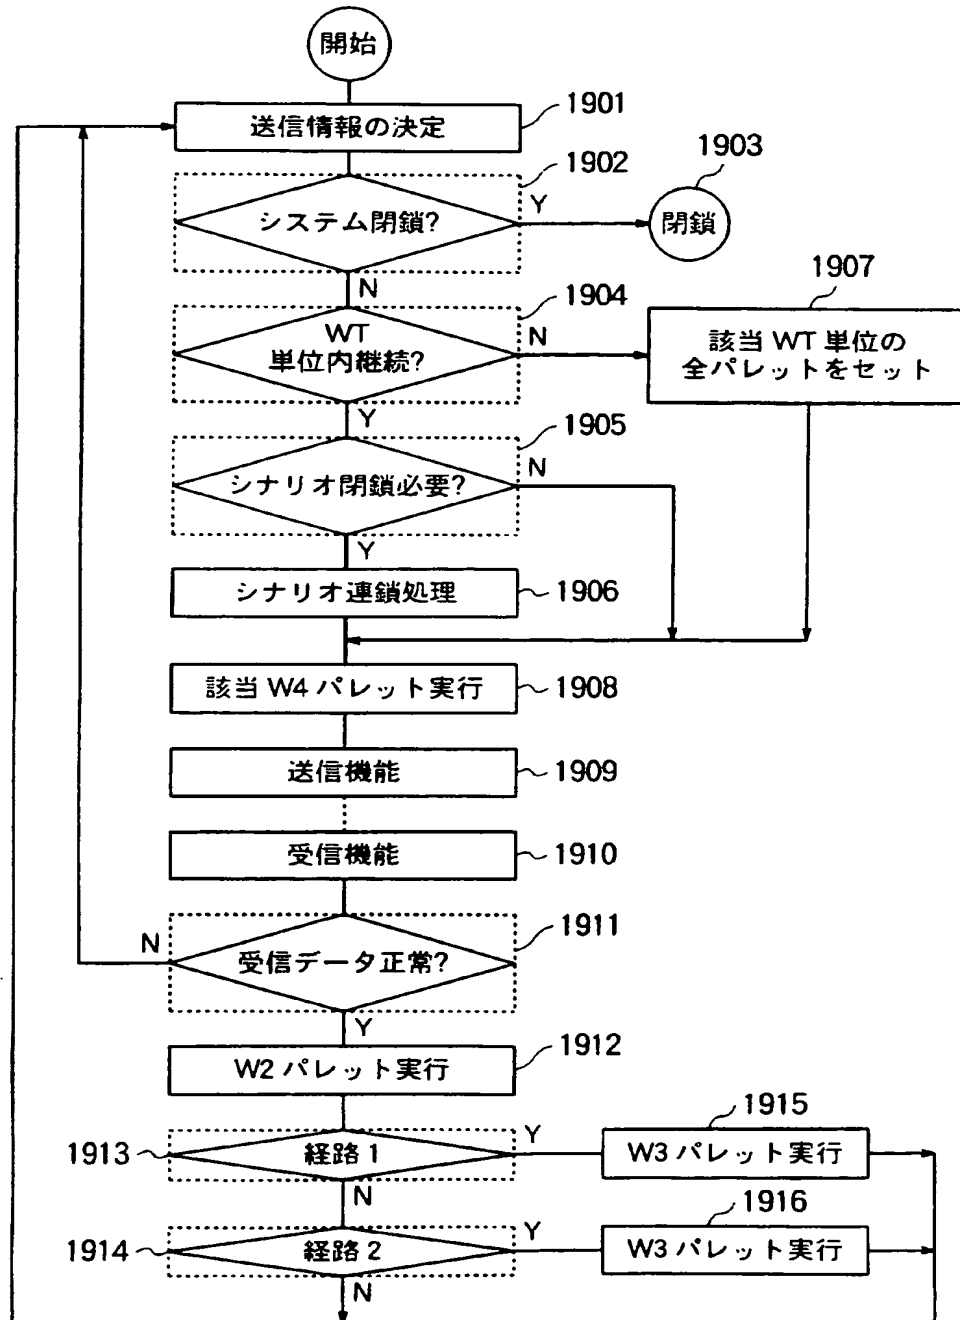 開始
送信情報の決定
1901
1902
システム閉鎖?
Y
1903
閉鎖
N
1904
WT
単位内継続?
N
1907
該当 WT 単位の
全パレットをセット
Y
1905
シナリオ閉鎖必要?
N
Y
シナリオ連鎖処理
1906
該当 W4 パレット実行
1908
送信機能
1909
受信機能
1910
1911
受信データ正常?
N
Y
1912
W2 パレット実行
1913
経路 1
Y
1915
W3 パレット実行
N
1914
経路 2
Y
1916
W3 パレット実行
N